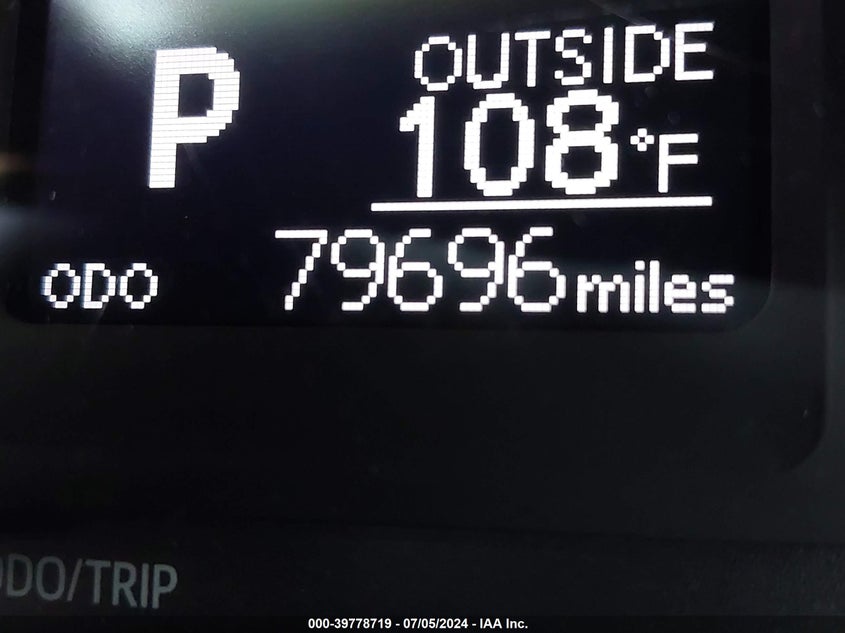 P
OUTSIDE
108°F
ODO 79696 miles
ODO/TRIP
000-39778719 - 07/05/2024 - IAA Inc.